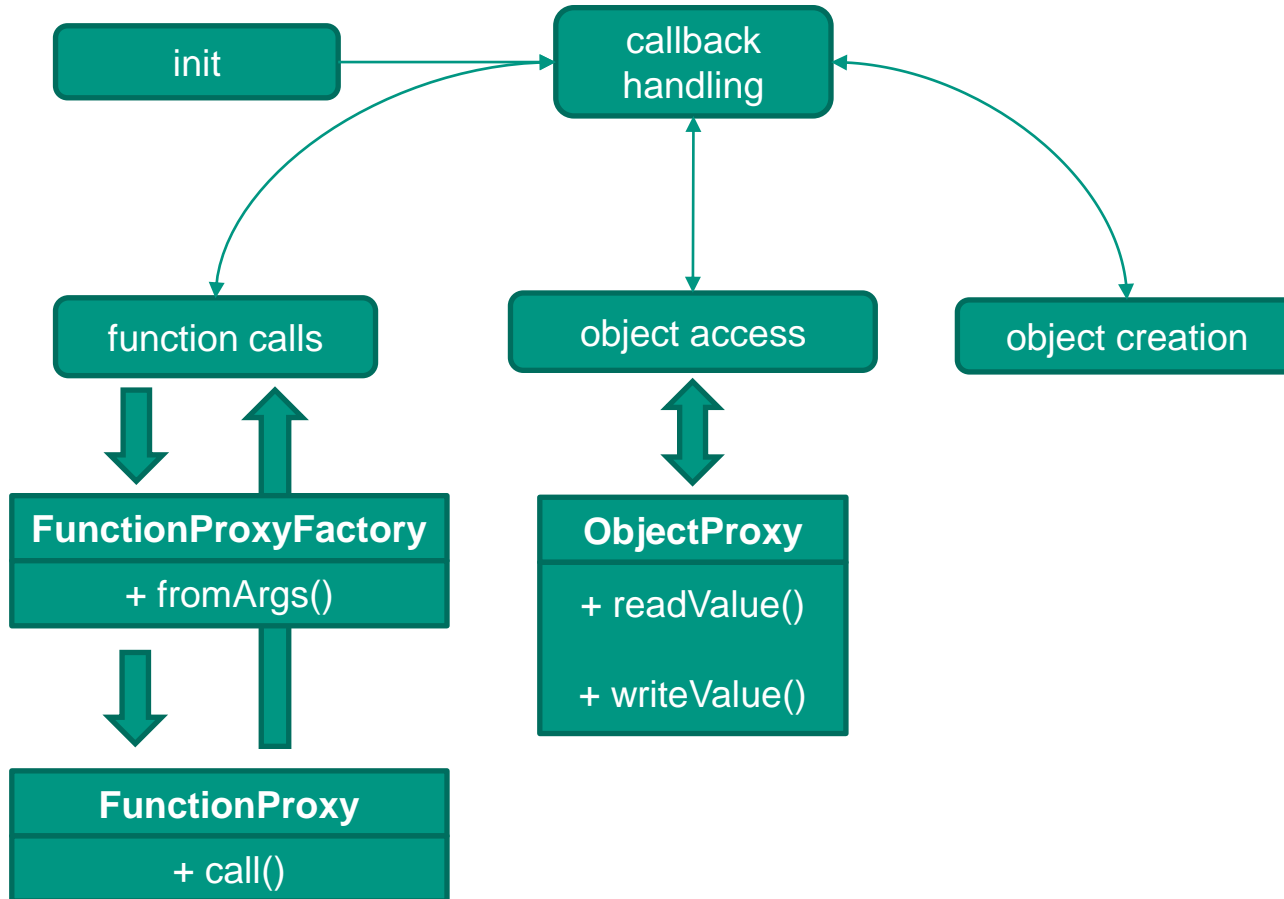 init
callback
handling
function calls
object access
object creation
FunctionProxyFactory
+ fromArgs()
ObjectProxy
+ readValue()
+ writeValue()
FunctionProxy
+ call()